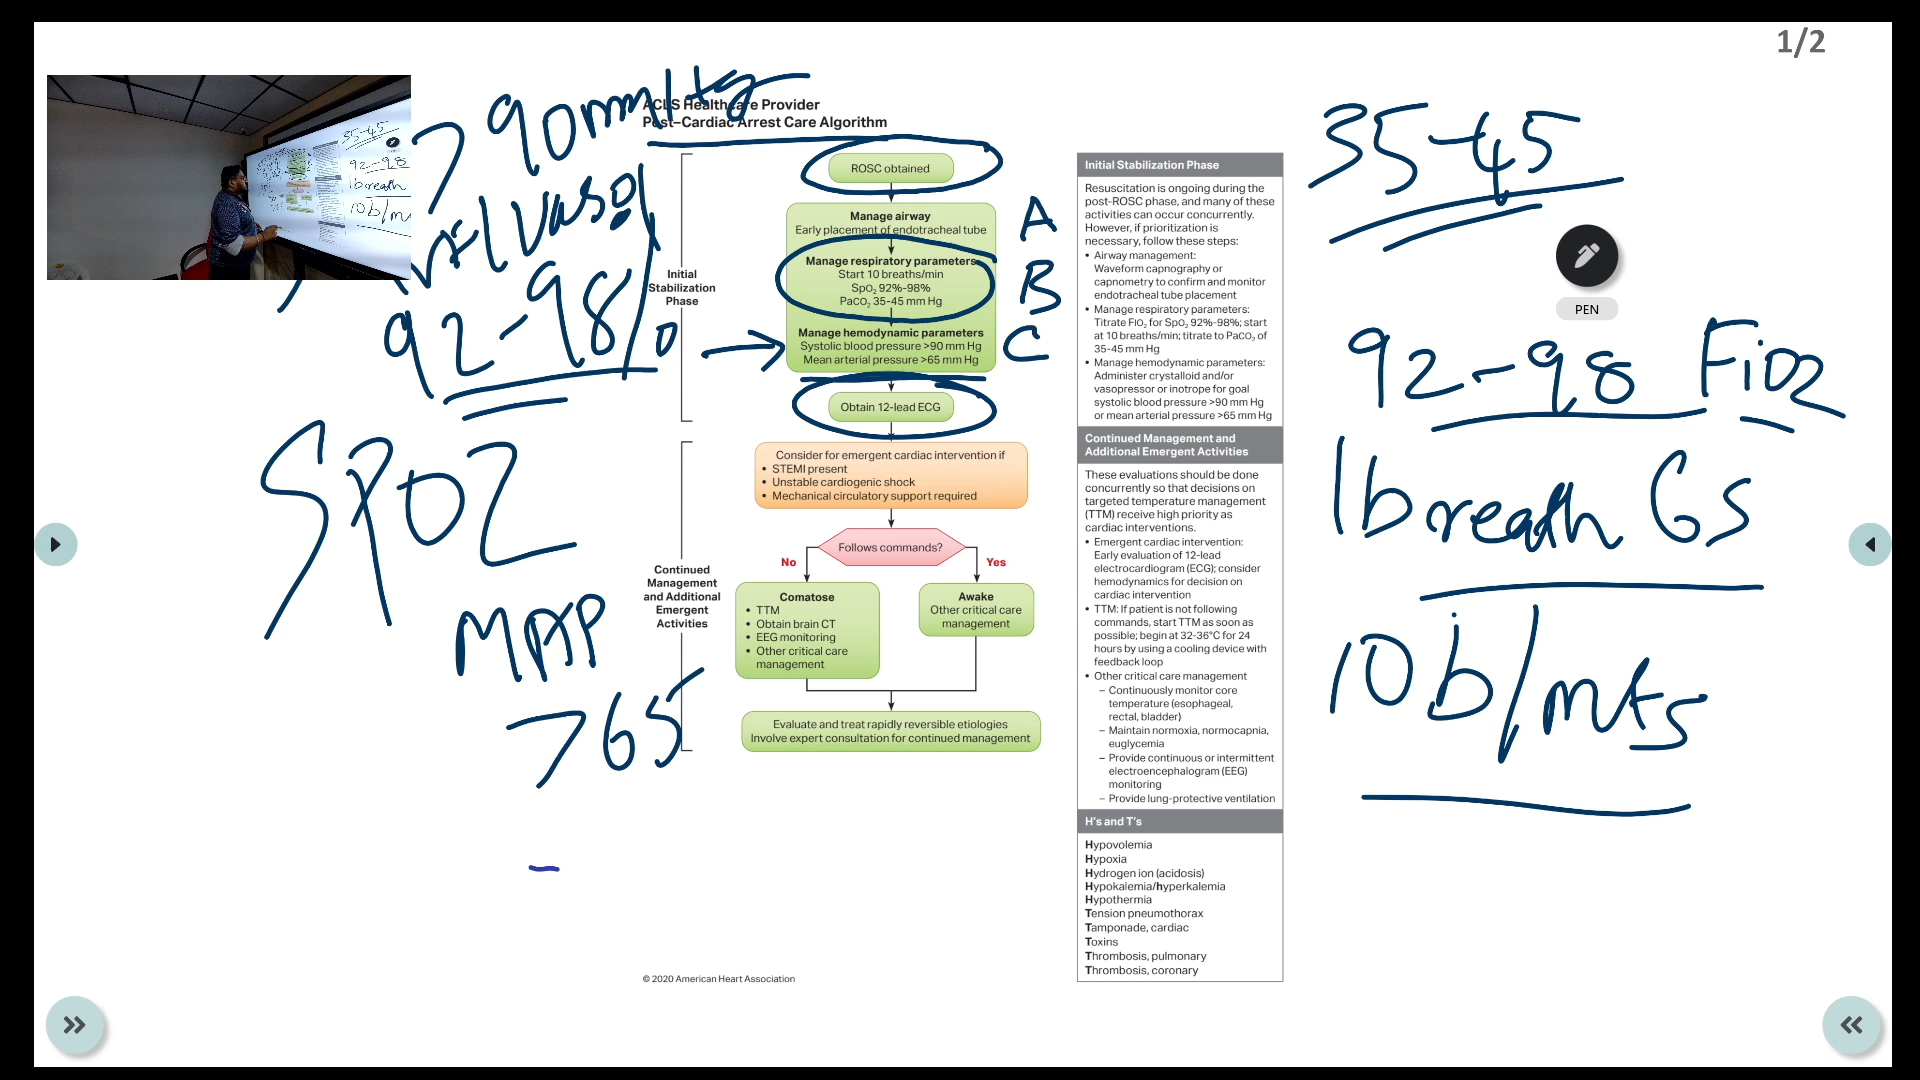 1/2
ACLS Healthcare Provider
Post–Cardiac Arrest Care Algorithm
> 90mmHg
92-98%
SPO2
MAP
>65
Initial
Stabilization
Phase
ROSC obtained
Manage airway
Early placement of endotracheal tube
Manage respiratory parameters
Start 10 breaths/min
SpO₂ 92%-98%
PaCO₂ 35-45 mm Hg
Manage hemodynamic parameters
Systolic blood pressure >90 mm Hg
Mean arterial pressure >65 mm Hg
A
B
C
Obtain 12-lead ECG
Continued
Management
and Additional
Emergent
Activities
Consider for emergent cardiac intervention if
• STEMI present
• Unstable cardiogenic shock
• Mechanical circulatory support required
Follows commands?
No
Yes
Comatose
• TTM
• Obtain brain CT
• EEG monitoring
• Other critical care
management
Awake
Other critical care
management
Evaluate and treat rapidly reversible etiologies
Involve expert consultation for continued management
© 2020 American Heart Association
Initial Stabilization Phase
Resuscitation is ongoing during the
post-ROSC phase, and many of these
activities can occur concurrently.
However, if prioritization is
necessary, follow these steps:
• Airway management:
Waveform capnography or
capnometry to confirm and monitor
endotracheal tube placement
• Manage respiratory parameters:
Titrate FIO₂ for SpO₂ 92%-98%; start
at 10 breaths/min; titrate to PaCO₂ of
35-45 mm Hg
• Manage hemodynamic parameters:
Administer crystalloid and/or
vasopressor or inotrope for goal
systolic blood pressure >90 mm Hg
or mean arterial pressure >65 mm Hg
Continued Management and
Additional Emergent Activities
These evaluations should be done
concurrently so that decisions on
targeted temperature management
(TTM) receive high priority as
cardiac interventions.
• Emergent cardiac intervention:
Early evaluation of 12-lead
electrocardiogram (ECG); consider
hemodynamics for decision on
cardiac intervention
• TTM: If patient is not following
commands, start TTM as soon as
possible; begin at 32-36°C for 24
hours by using a cooling device with
feedback loop
• Other critical care management
– Continuously monitor core
temperature (esophageal,
rectal, bladder)
– Maintain normoxia, normocapnia,
euglycemia
– Provide continuous or intermittent
electroencephalogram (EEG)
monitoring
– Provide lung-protective ventilation
H's and T's
Hypovolemia
Hypoxia
Hydrogen ion (acidosis)
Hypokalemia/hyperkalemia
Hypothermia
Tension pneumothorax
Tamponade, cardiac
Toxins
Thrombosis, pulmonary
Thrombosis, coronary
35-45
PEN
92-98 FiO2
1breath 6s
10b/mts